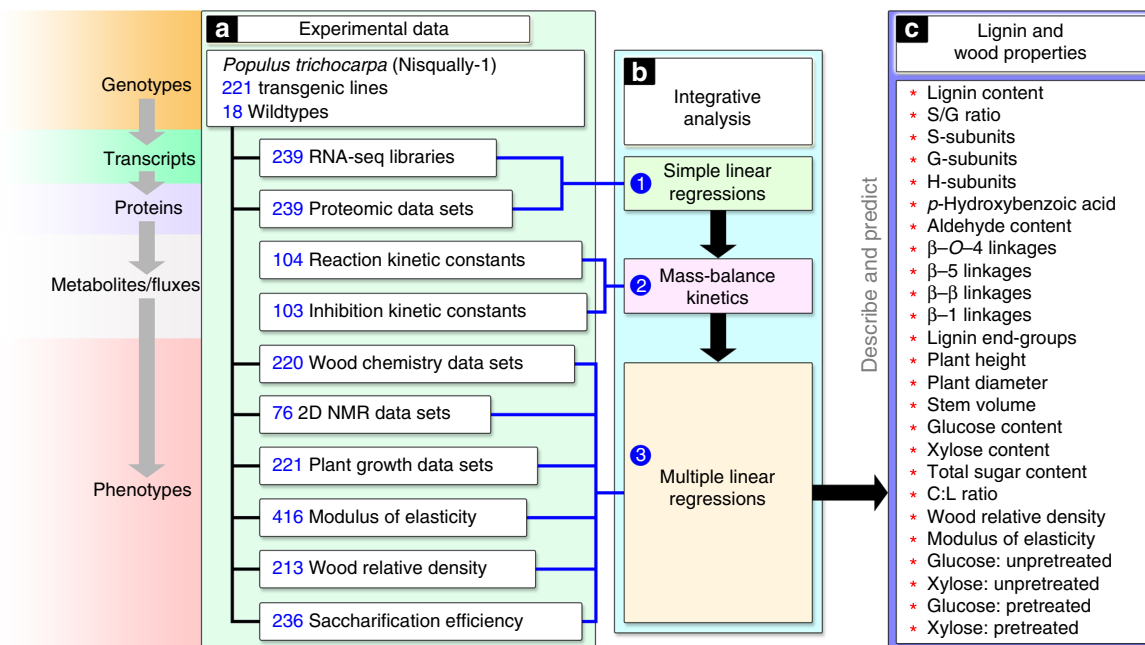 Genotypes
Transcripts
Proteins
Metabolites/fluxes
Phenotypes
a
Experimental data
Populus trichocarpa (Nisqually-1)
221 transgenic lines
18 Wildtypes
239 RNA-seq libraries
239 Proteomic data sets
104 Reaction kinetic constants
103 Inhibition kinetic constants
220 Wood chemistry data sets
76 2D NMR data sets
221 Plant growth data sets
416 Modulus of elasticity
213 Wood relative density
236 Saccharification efficiency
b
Integrative
analysis
1
Simple linear
regressions
2
Mass-balance
kinetics
3
Multiple linear
regressions
Describe and predict
c
Lignin and
wood properties
* Lignin content
* S/G ratio
* S-subunits
* G-subunits
* H-subunits
* p-Hydroxybenzoic acid
* Aldehyde content
* β–O–4 linkages
* β–5 linkages
* β–β linkages
* β–1 linkages
* Lignin end-groups
* Plant height
* Plant diameter
* Stem volume
* Glucose content
* Xylose content
* Total sugar content
* C:L ratio
* Wood relative density
* Modulus of elasticity
* Glucose: unpretreated
* Xylose: unpretreated
* Glucose: pretreated
* Xylose: pretreated